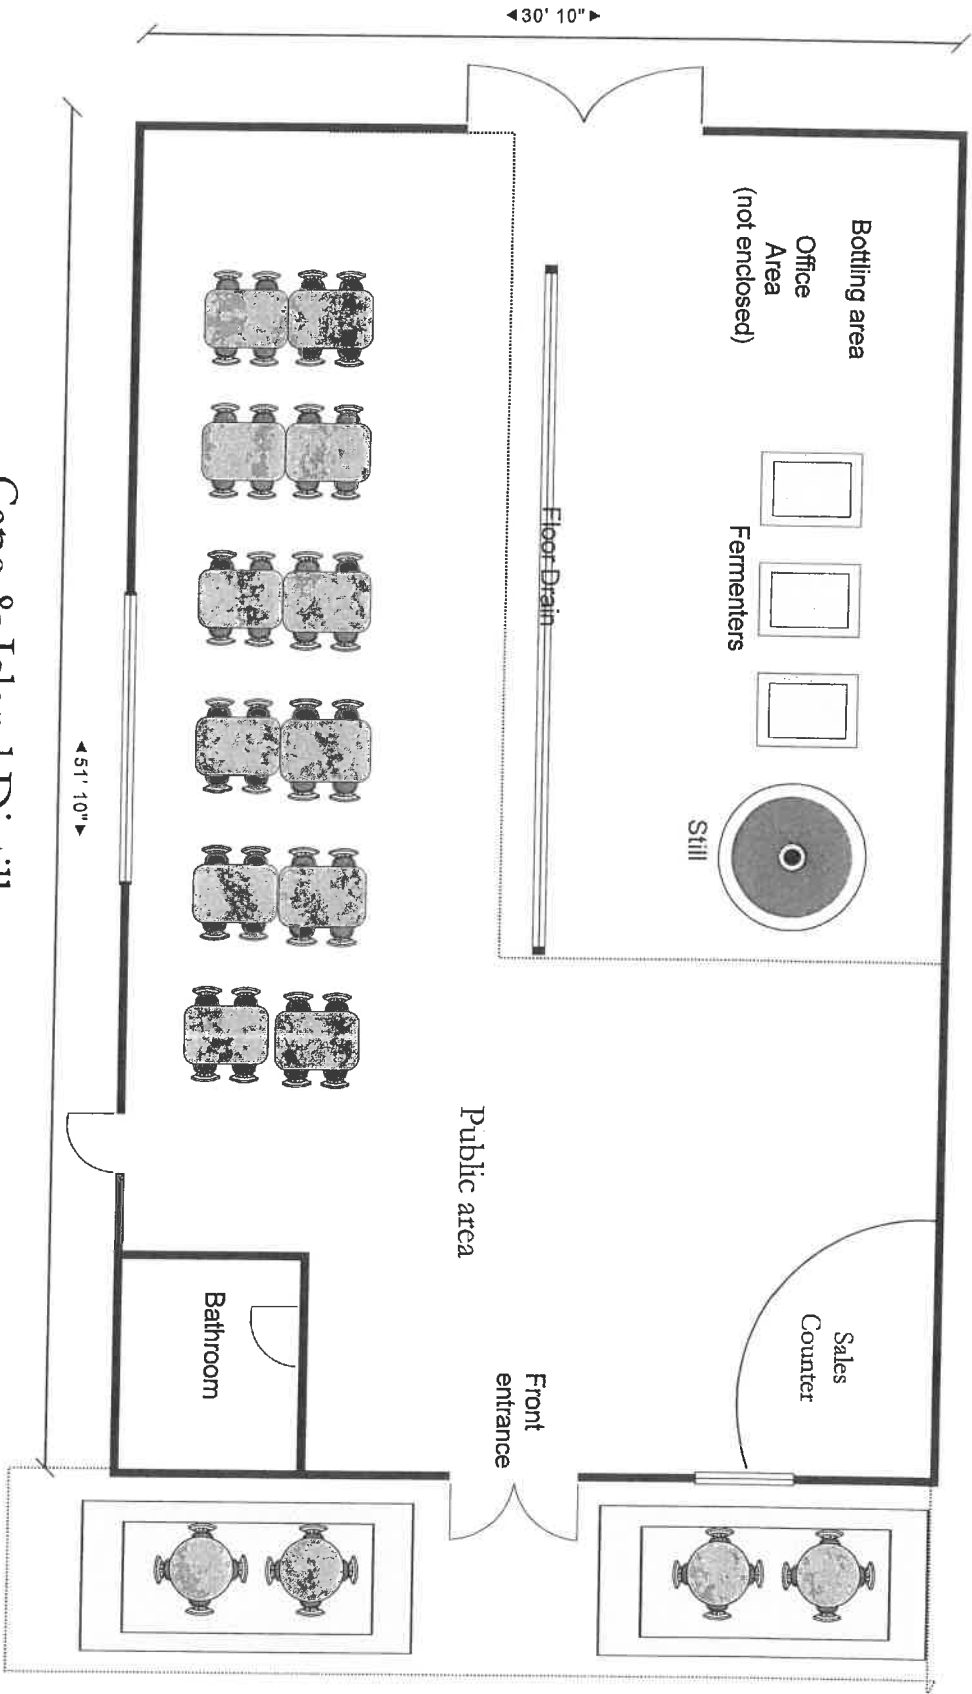 ◄30' 10"►
Bottling area
Office
Area
(not enclosed)
Fermenters
Floor Drain
Still
◄51' 10"►
Public area
Sales
Counter
Front
entrance
Bathroom